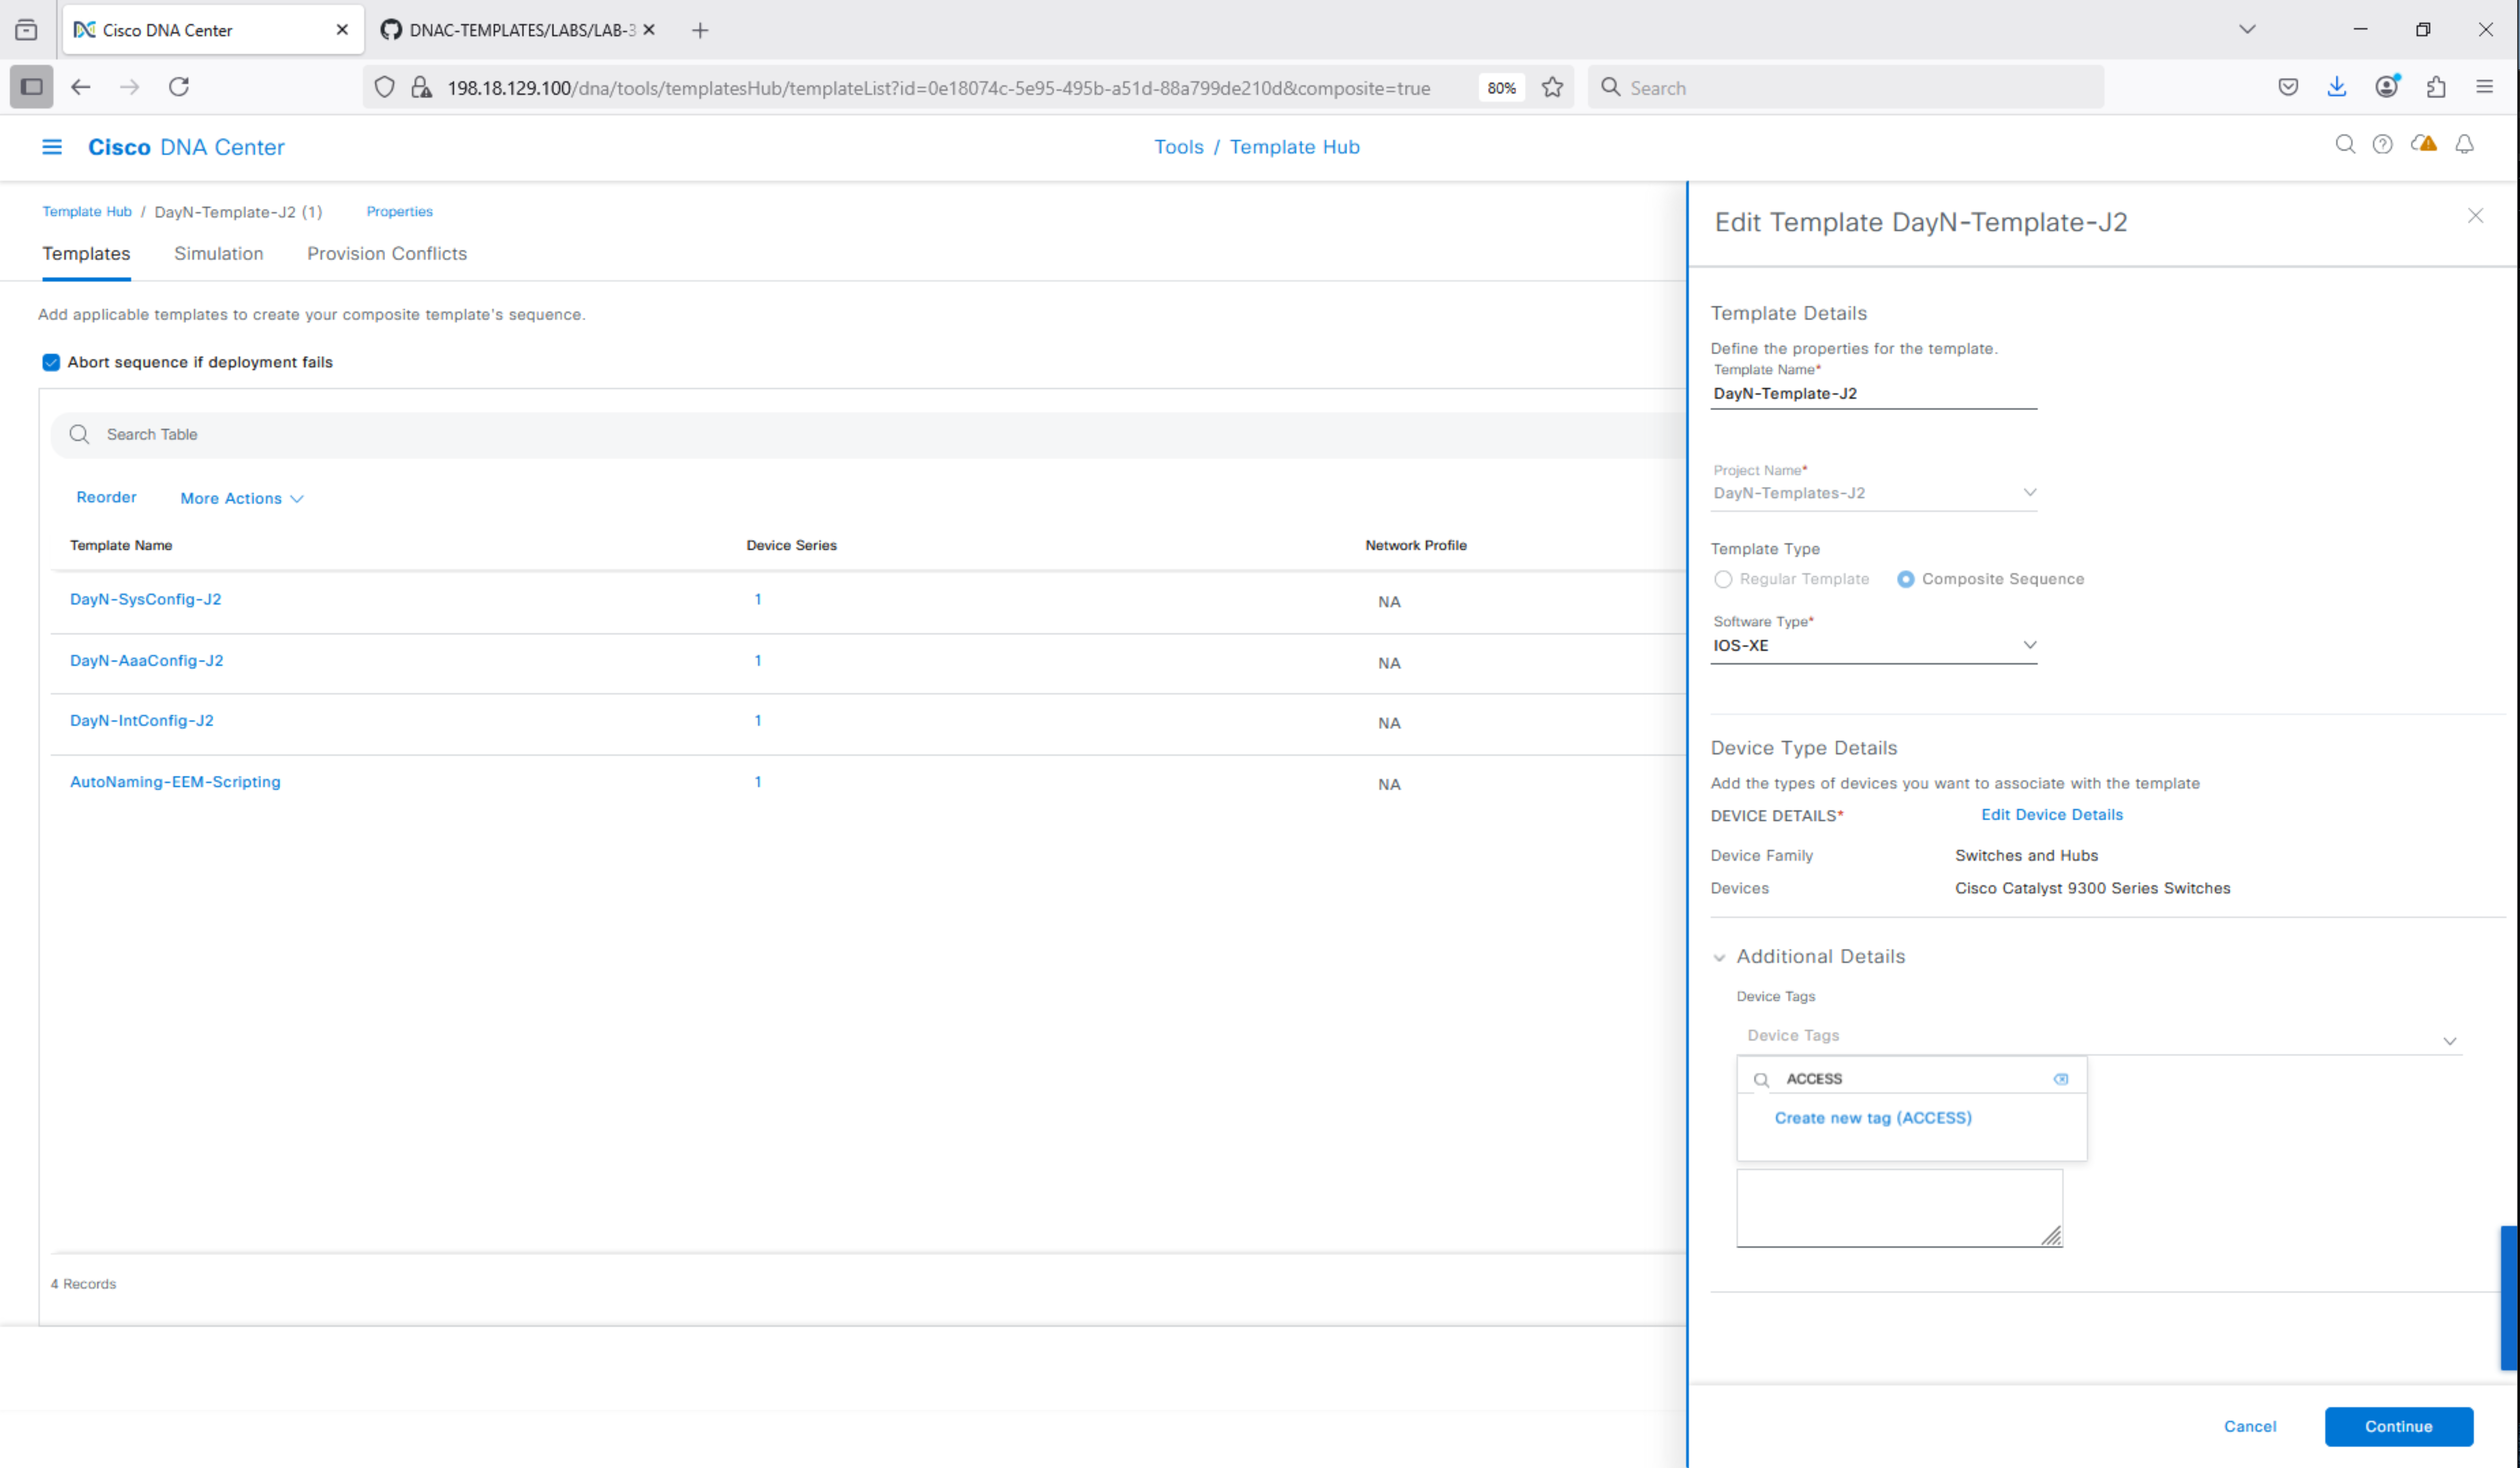 Cisco DNA Center
DNAC-TEMPLATES/LABS/LAB-3
198.18.129.100/dna/tools/templatesHub/templateList?id=0e18074c-5e95-495b-a51d-88a799de210d&composite=true
80%
Search
Cisco DNA Center
Tools / Template Hub
Template Hub / DayN-Template-J2 (1) Properties
Templates Simulation Provision Conflicts
Add applicable templates to create your composite template's sequence.
Abort sequence if deployment fails
Search Table
Reorder More Actions
Template Name Device Series Network Profile
DayN-SysConfig-J2 1 NA
DayN-AaaConfig-J2 1 NA
DayN-IntConfig-J2 1 NA
AutoNaming-EEM-Scripting 1 NA
4 Records
Edit Template DayN-Template-J2
Template Details
Define the properties for the template.
Template Name*
DayN-Template-J2
Project Name*
DayN-Templates-J2
Template Type
Regular Template Composite Sequence
Software Type*
IOS-XE
Device Type Details
Add the types of devices you want to associate with the template
DEVICE DETAILS* Edit Device Details
Device Family Switches and Hubs
Devices Cisco Catalyst 9300 Series Switches
Additional Details
Device Tags
Device Tags
ACCESS
Create new tag (ACCESS)
Cancel Continue